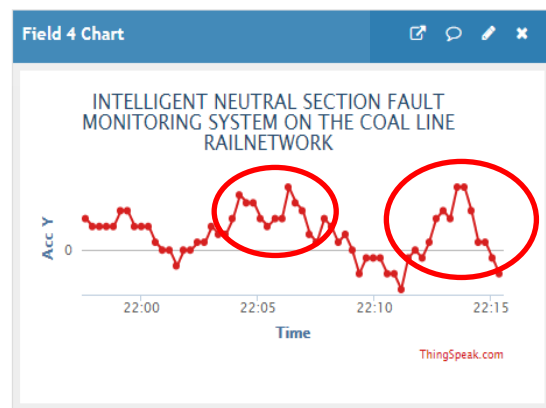 Field 4 Chart
INTELLIGENT NEUTRAL SECTION FAULT
MONITORING SYSTEM ON THE COAL LINE
RAILNETWORK
Acc Y
0
22:00 22:05 22:10 22:15
Time
ThingSpeak.com